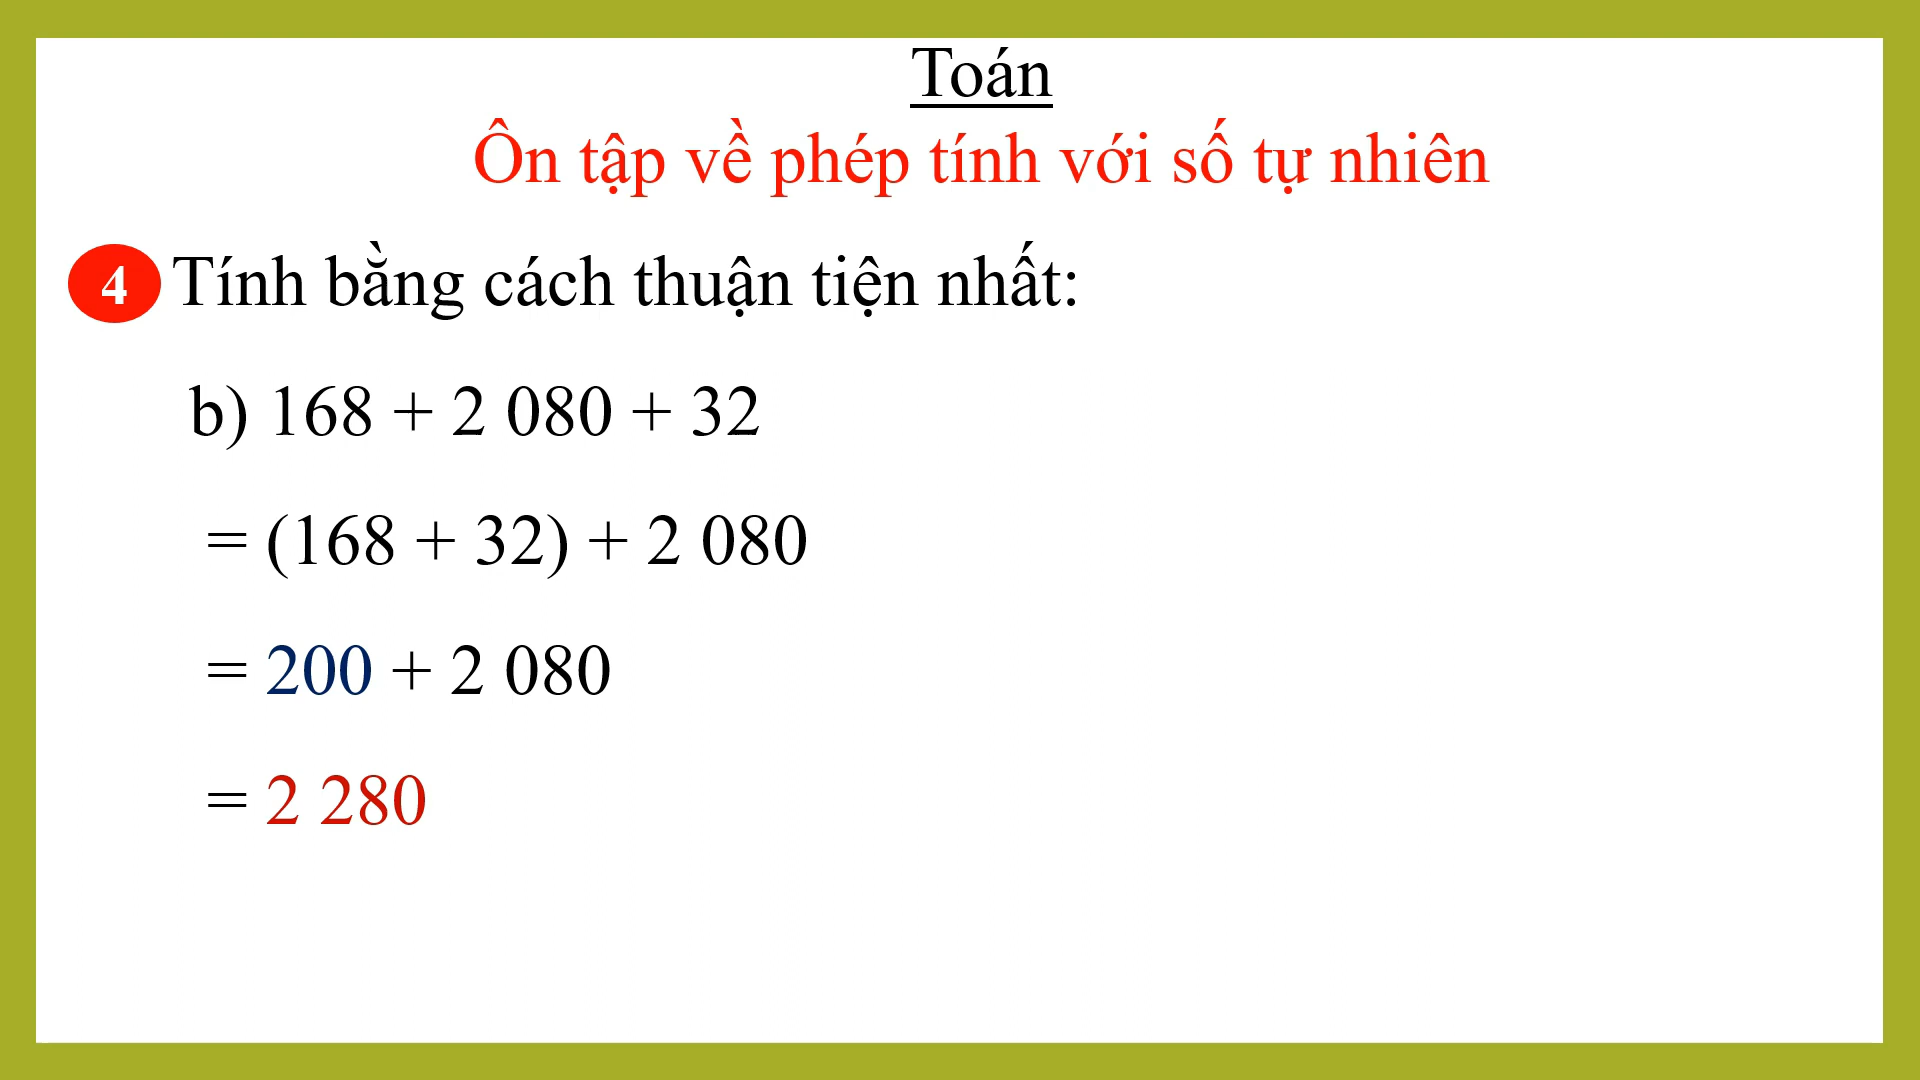 Toán
Ôn tập về phép tính với số tự nhiên
4 Tính bằng cách thuận tiện nhất:
b) 168 + 2 080 + 32
= (168 + 32) + 2 080
= 200 + 2 080
= 2 280